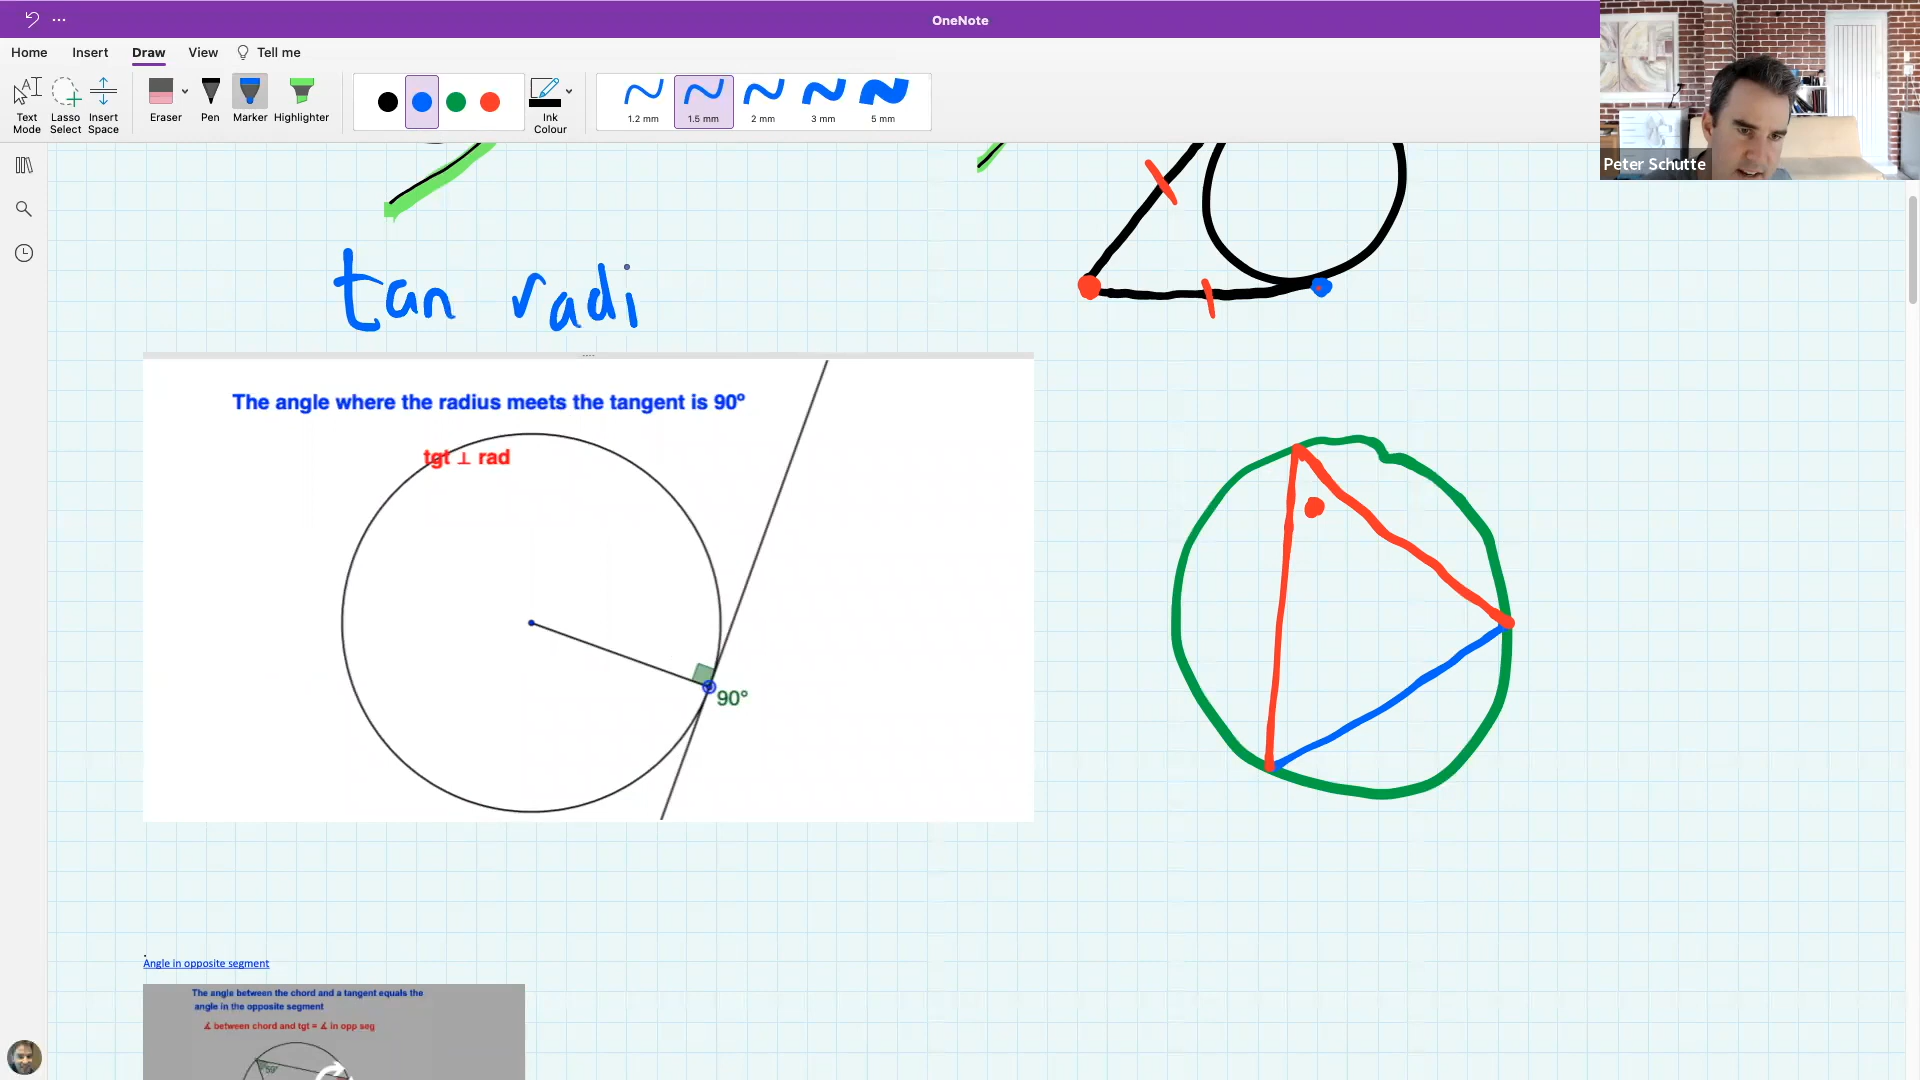 OneNote
Home Insert Draw View Tell me
Text Mode
Lasso Select
Insert Space
Eraser
Pen
Marker
Highlighter
Ink Colour
1.2 mm
1.5 mm
2 mm
3 mm
5 mm
Peter Schutte
tan radi
The angle where the radius meets the tangent is 90º
tgt ⊥ rad
90°
Angle in opposite segment
The angle between the chord and a tangent equals the
angle in the opposite segment
∡ between chord and tgt = ∡ in opp seg
59°